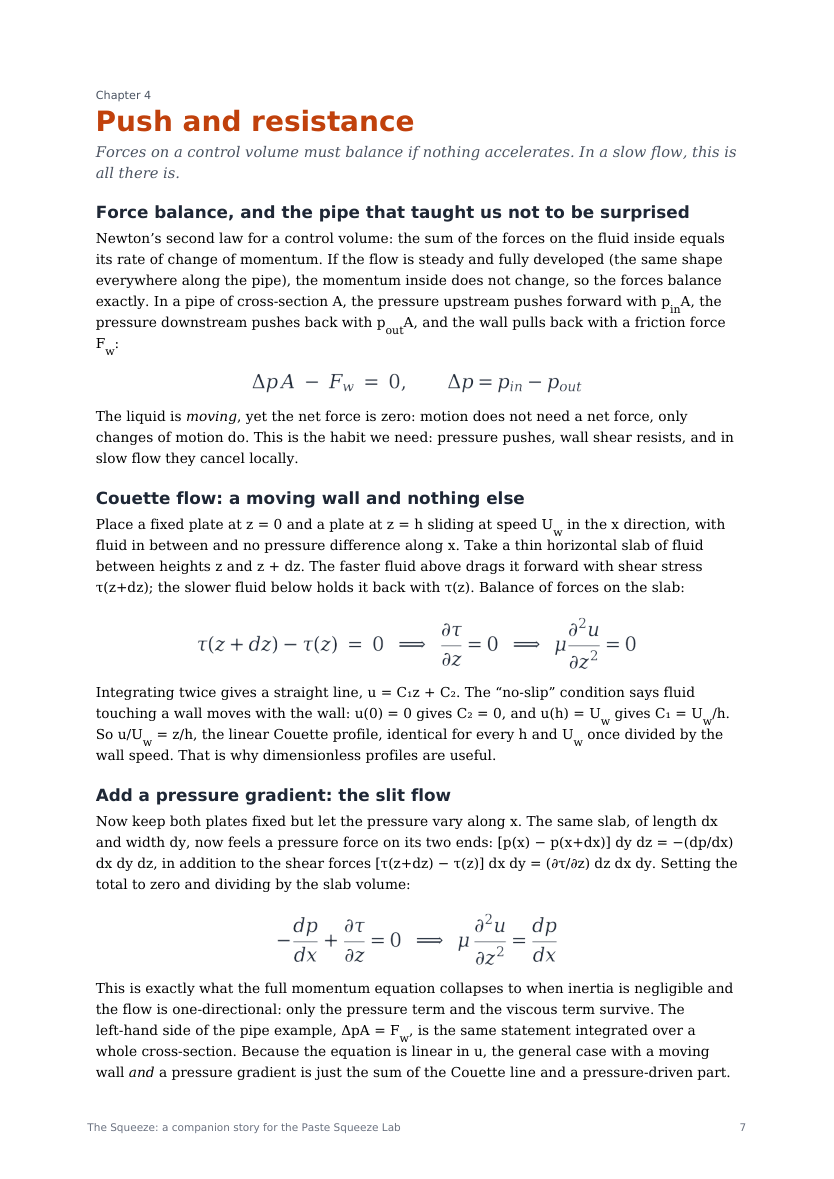 Chapter 4
Push and resistance
Forces on a control volume must balance if nothing accelerates. In a slow flow, this is
all there is.
Force balance, and the pipe that taught us not to be surprised
Newton’s second law for a control volume: the sum of the forces on the fluid inside equals
its rate of change of momentum. If the flow is steady and fully developed (the same shape
everywhere along the pipe), the momentum inside does not change, so the forces balance
exactly. In a pipe of cross-section A, the pressure upstream pushes forward with p_inA, the
pressure downstream pushes back with p_outA, and the wall pulls back with a friction force
F_w:
Δp A − F_w = 0, Δp = p_in − p_out
The liquid is moving, yet the net force is zero: motion does not need a net force, only
changes of motion do. This is the habit we need: pressure pushes, wall shear resists, and in
slow flow they cancel locally.
Couette flow: a moving wall and nothing else
Place a fixed plate at z = 0 and a plate at z = h sliding at speed U_w in the x direction, with
fluid in between and no pressure difference along x. Take a thin horizontal slab of fluid
between heights z and z + dz. The faster fluid above drags it forward with shear stress
τ(z+dz); the slower fluid below holds it back with τ(z). Balance of forces on the slab:
τ(z + dz) − τ(z) = 0 ⟹ ∂τ/∂z = 0 ⟹ μ ∂²u/∂z² = 0
Integrating twice gives a straight line, u = C₁z + C₂. The “no-slip” condition says fluid
touching a wall moves with the wall: u(0) = 0 gives C₂ = 0, and u(h) = U_w gives C₁ = U_w/h.
So u/U_w = z/h, the linear Couette profile, identical for every h and U_w once divided by the
wall speed. That is why dimensionless profiles are useful.
Add a pressure gradient: the slit flow
Now keep both plates fixed but let the pressure vary along x. The same slab, of length dx
and width dy, now feels a pressure force on its two ends: [p(x) − p(x+dx)] dy dz = −(dp/dx)
dx dy dz, in addition to the shear forces [τ(z+dz) − τ(z)] dx dy = (∂τ/∂z) dz dx dy. Setting the
total to zero and dividing by the slab volume:
−dp/dx + ∂τ/∂z = 0 ⟹ μ ∂²u/∂z² = dp/dx
This is exactly what the full momentum equation collapses to when inertia is negligible and
the flow is one-directional: only the pressure term and the viscous term survive. The
left-hand side of the pipe example, ΔpA = F_w, is the same statement integrated over a
whole cross-section. Because the equation is linear in u, the general case with a moving
wall and a pressure gradient is just the sum of the Couette line and a pressure-driven part.
The Squeeze: a companion story for the Paste Squeeze Lab 7